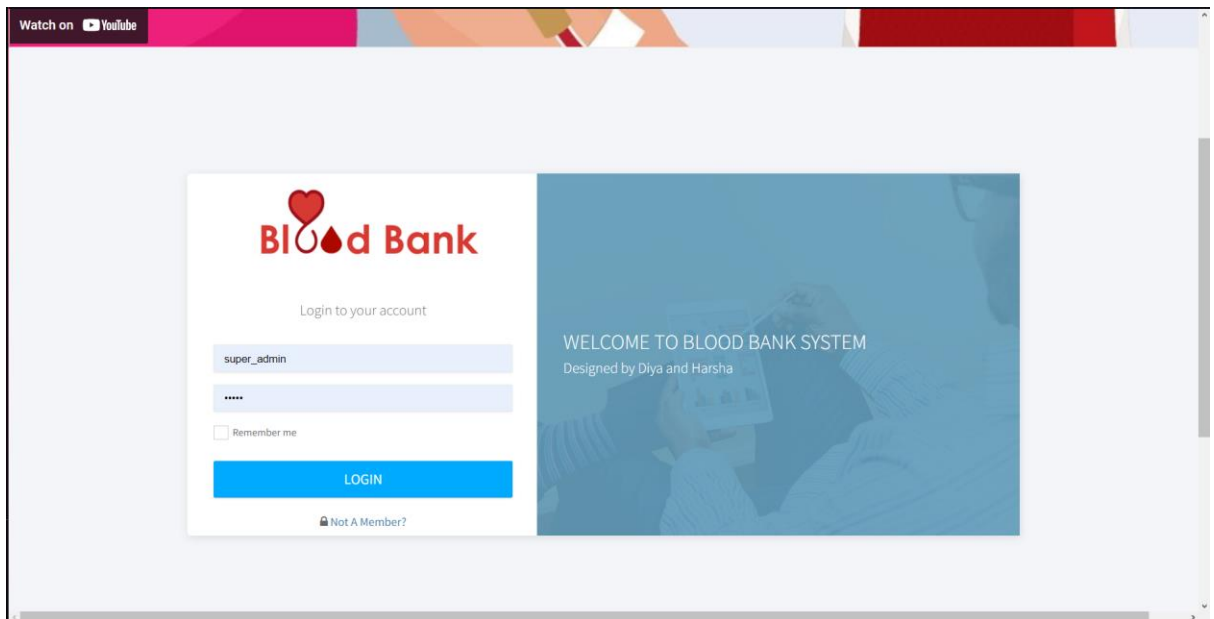 Watch on YouTube
Blood Bank
Login to your account
super_admin
•••••
Remember me
LOGIN
Not A Member?
WELCOME TO BLOOD BANK SYSTEM
Designed by Diya and Harsha